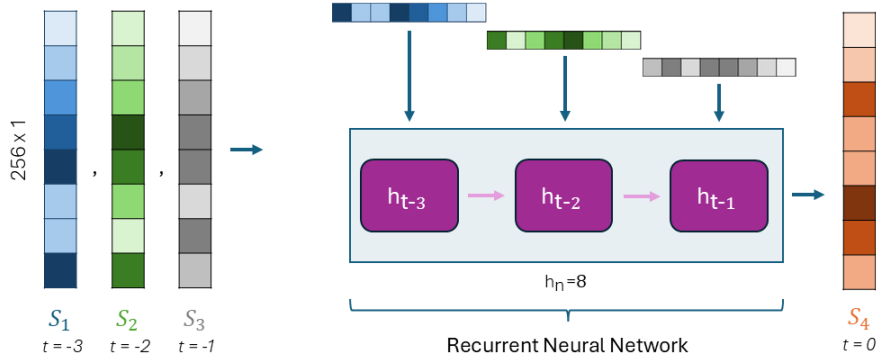 256 x 1
, ,
h_{t-3}
h_{t-2}
h_{t-1}
h_n=8
Recurrent Neural Network
S_1
S_2
S_3
S_4
t = -3
t = -2
t = -1
t = 0